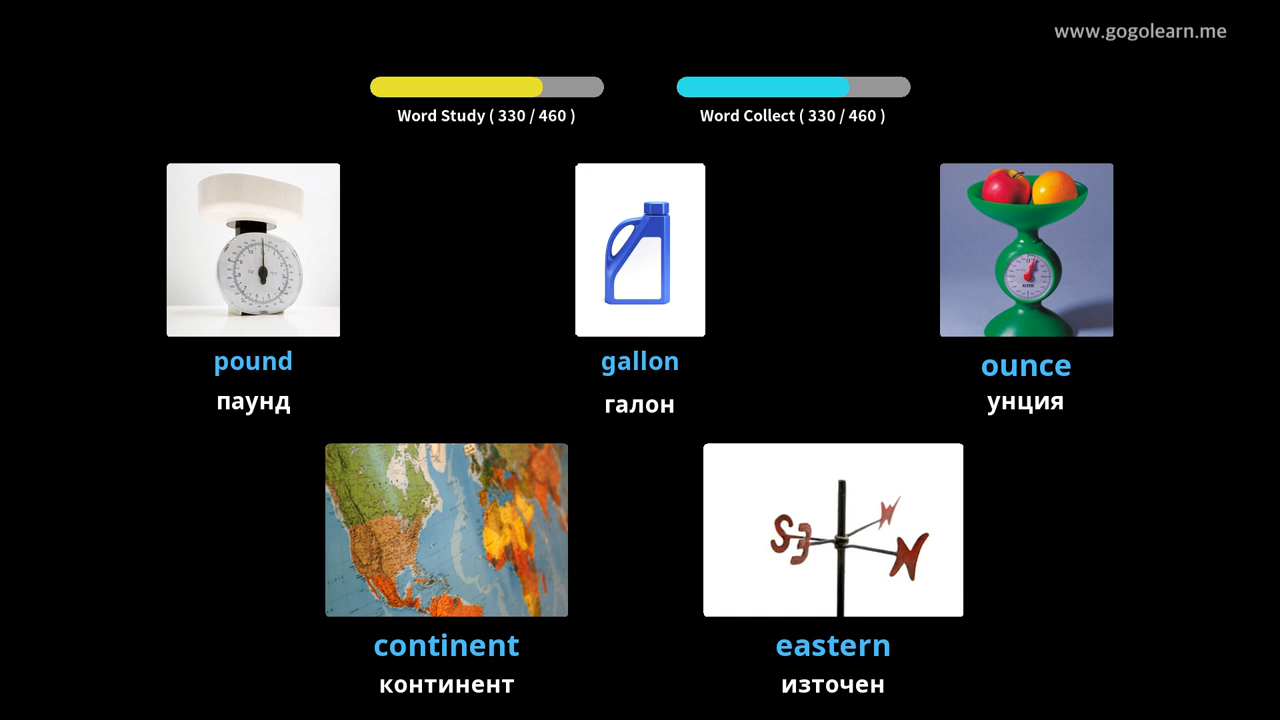 www.gogolearn.me
Word Study ( 330 / 460 )
Word Collect ( 330 / 460 )
pound
gallon
ounce
паунд
галон
унция
S E N
continent
eastern
континент
източен